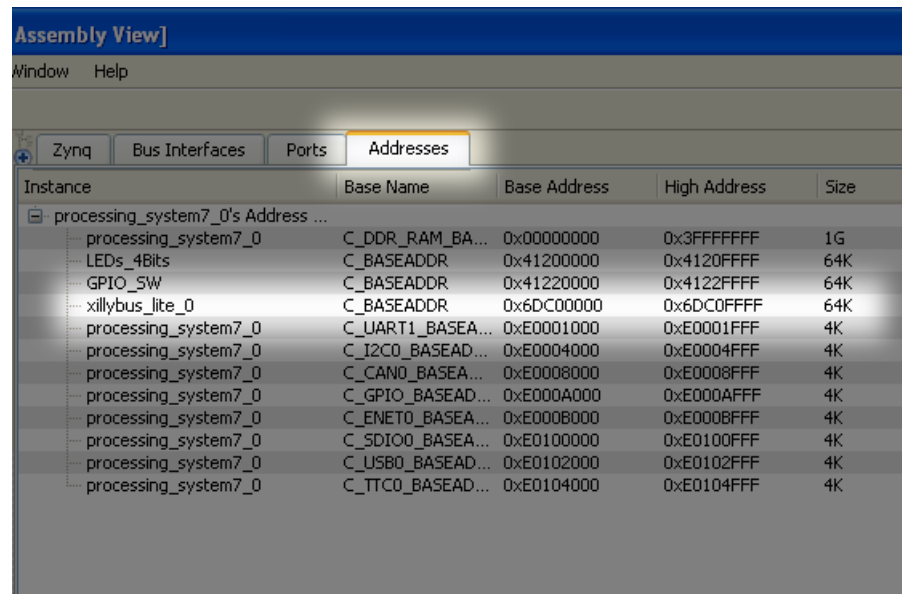 Assembly View]
Window Help
Zynq Bus Interfaces Ports Addresses
Instance Base Name Base Address High Address Size
processing_system7_0's Address ...
processing_system7_0 C_DDR_RAM_BA... 0x00000000 0x3FFFFFFF 1G
LEDs_4Bits C_BASEADDR 0x41200000 0x4120FFFF 64K
GPIO_SW C_BASEADDR 0x41220000 0x4122FFFF 64K
xillybus_lite_0 C_BASEADDR 0x6DC00000 0x6DC0FFFF 64K
processing_system7_0 C_UART1_BASEA... 0xE0001000 0xE0001FFF 4K
processing_system7_0 C_I2C0_BASEAD... 0xE0004000 0xE0004FFF 4K
processing_system7_0 C_CAN0_BASEA... 0xE0008000 0xE0008FFF 4K
processing_system7_0 C_GPIO_BASEAD... 0xE000A000 0xE000AFFF 4K
processing_system7_0 C_ENET0_BASEA... 0xE000B000 0xE000BFFF 4K
processing_system7_0 C_SDIO0_BASEA... 0xE0100000 0xE0100FFF 4K
processing_system7_0 C_USB0_BASEAD... 0xE0102000 0xE0102FFF 4K
processing_system7_0 C_TTC0_BASEAD... 0xE0104000 0xE0104FFF 4K